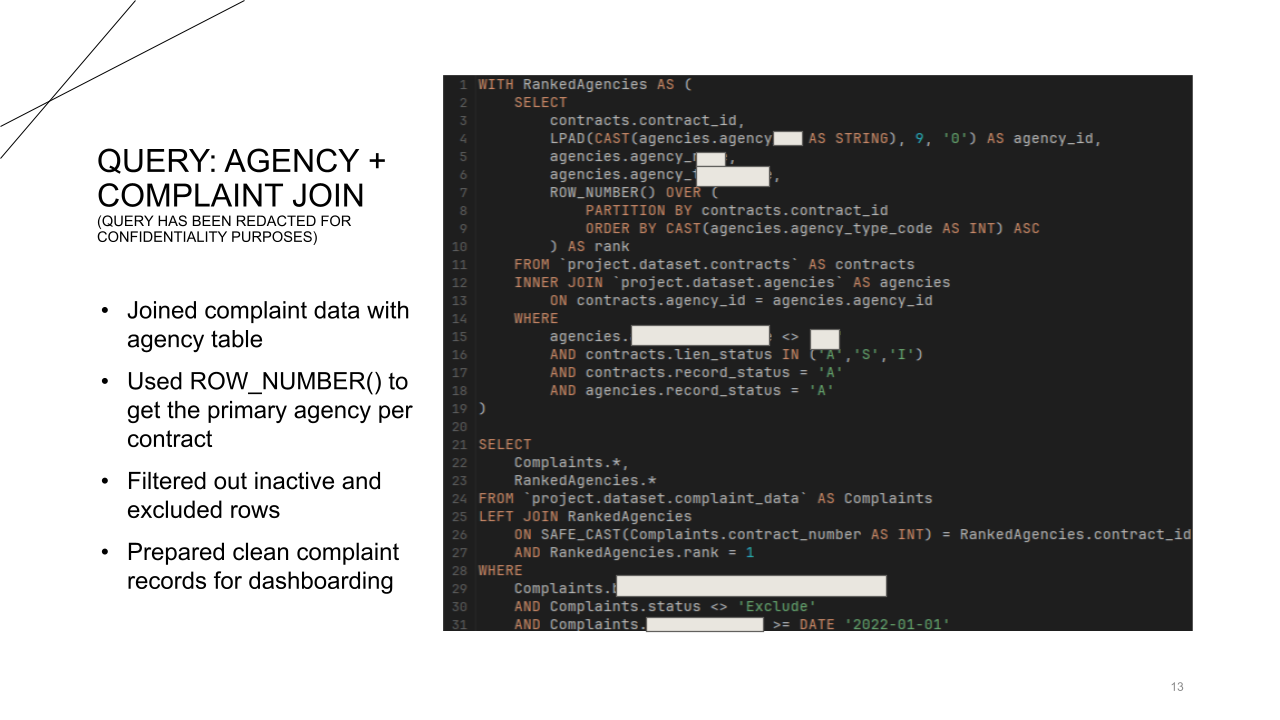 QUERY: AGENCY +
COMPLAINT JOIN
(QUERY HAS BEEN REDACTED FOR
CONFIDENTIALITY PURPOSES)
• Joined complaint data with
agency table
• Used ROW_NUMBER() to
get the primary agency per
contract
• Filtered out inactive and
excluded rows
• Prepared clean complaint
records for dashboarding
1 WITH RankedAgencies AS (
2 SELECT
3 contracts.contract_id,
4 LPAD(CAST(agencies.agency AS STRING), 9, '0') AS agency_id,
5 agencies.agency_ ,
6 agencies.agency_ ,
7 ROW_NUMBER() OVER (
8 PARTITION BY contracts.contract_id
9 ORDER BY CAST(agencies.agency_type_code AS INT) ASC
10 ) AS rank
11 FROM `project.dataset.contracts` AS contracts
12 INNER JOIN `project.dataset.agencies` AS agencies
13 ON contracts.agency_id = agencies.agency_id
14 WHERE
15 agencies. <>
16 AND contracts.lien_status IN ('A','S','I')
17 AND contracts.record_status = 'A'
18 AND agencies.record_status = 'A'
19 )
20
21 SELECT
22 Complaints.*,
23 RankedAgencies.*
24 FROM `project.dataset.complaint_data` AS Complaints
25 LEFT JOIN RankedAgencies
26 ON SAFE_CAST(Complaints.contract_number AS INT) = RankedAgencies.contract_id
27 AND RankedAgencies.rank = 1
28 WHERE
29 Complaints.
30 AND Complaints.status <> 'Exclude'
31 AND Complaints. >= DATE '2022-01-01'
13